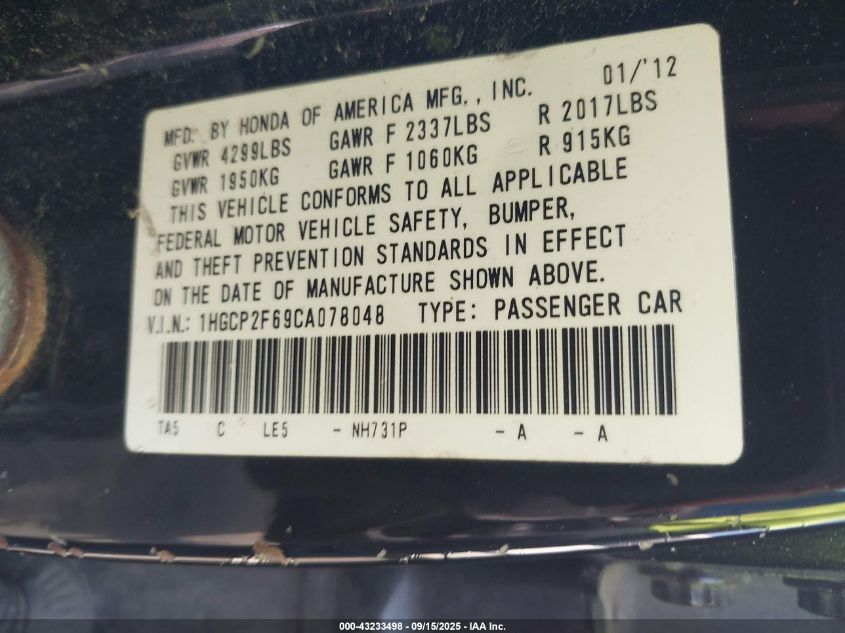 MFD. BY HONDA OF AMERICA MFG., INC. 01/'12
GVWR 4299LBS GAWR F 2337LBS R 2017LBS
GVWR 1950KG GAWR F 1060KG R 915KG
THIS VEHICLE CONFORMS TO ALL APPLICABLE
FEDERAL MOTOR VEHICLE SAFETY, BUMPER,
AND THEFT PREVENTION STANDARDS IN EFFECT
ON THE DATE OF MANUFACTURE SHOWN ABOVE.
V.I.N.: 1HGCP2F69CA078048 TYPE: PASSENGER CAR
TA5 C LE5 - NH731P - A - A
000-43233498 - 09/15/2025 - IAA Inc.